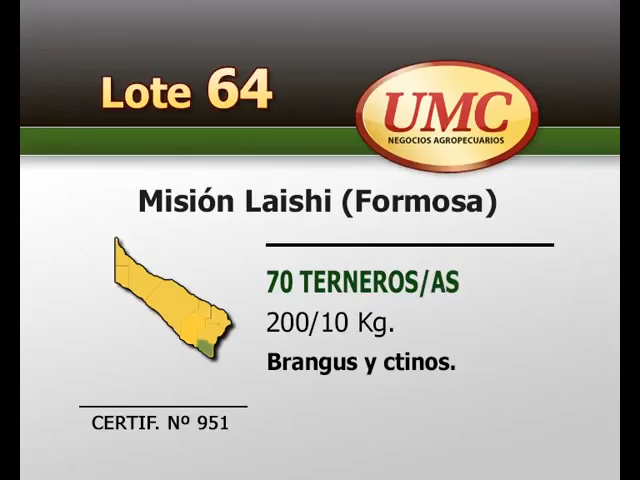 Lote 64
UMC
NEGOCIOS AGROPECUARIOS
Misión Laishi (Formosa)
70 TERNEROS/AS
200/10 Kg.
Brangus y ctinos.
CERTIF. Nº 951